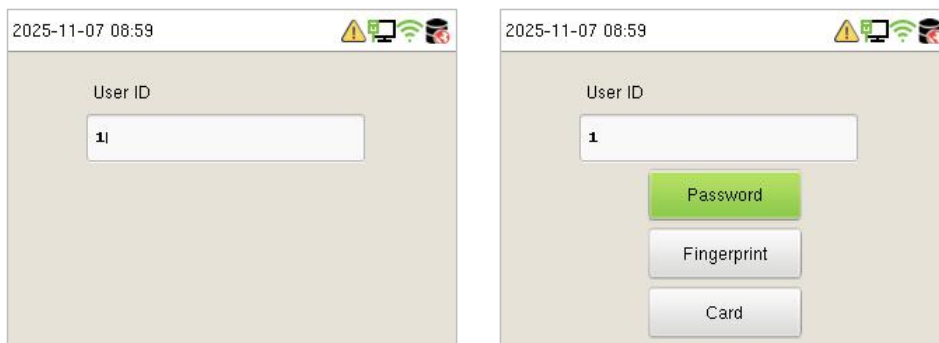 2025-11-07 08:59
User ID
1
2025-11-07 08:59
User ID
1
Password
Fingerprint
Card